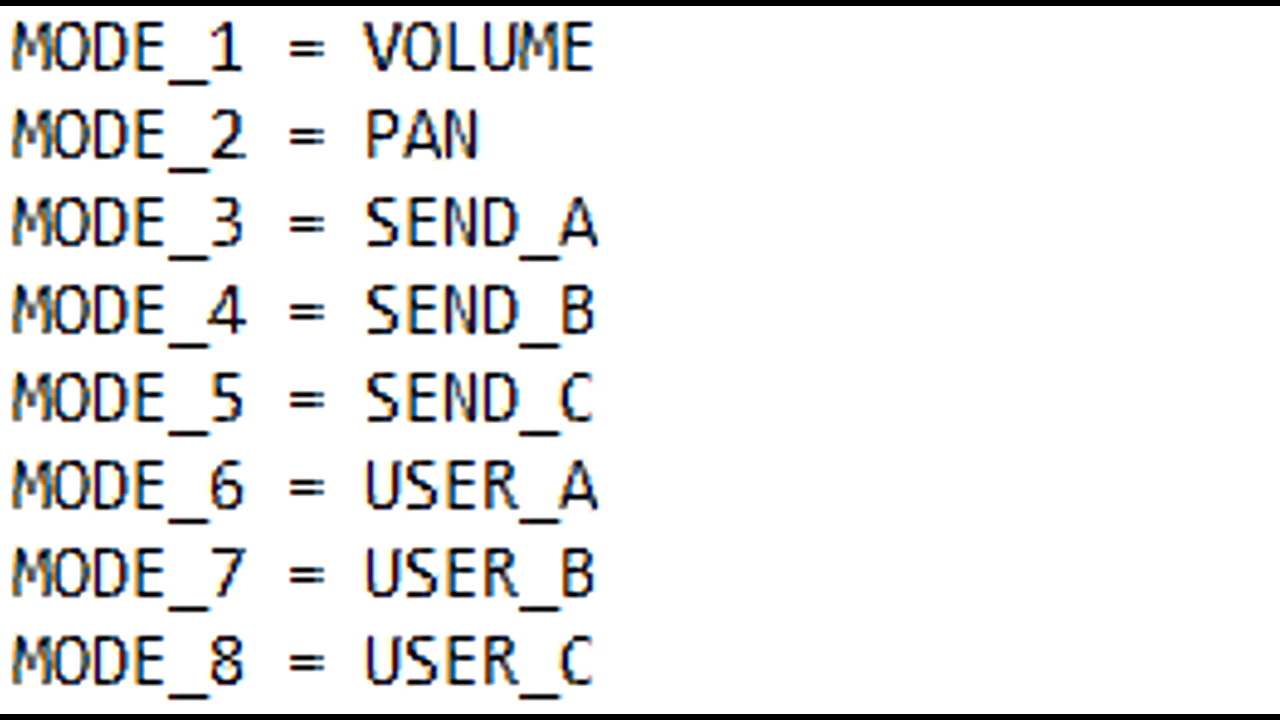 MODE_1 = VOLUME
MODE_2 = PAN
MODE_3 = SEND_A
MODE_4 = SEND_B
MODE_5 = SEND_C
MODE_6 = USER_A
MODE_7 = USER_B
MODE_8 = USER_C